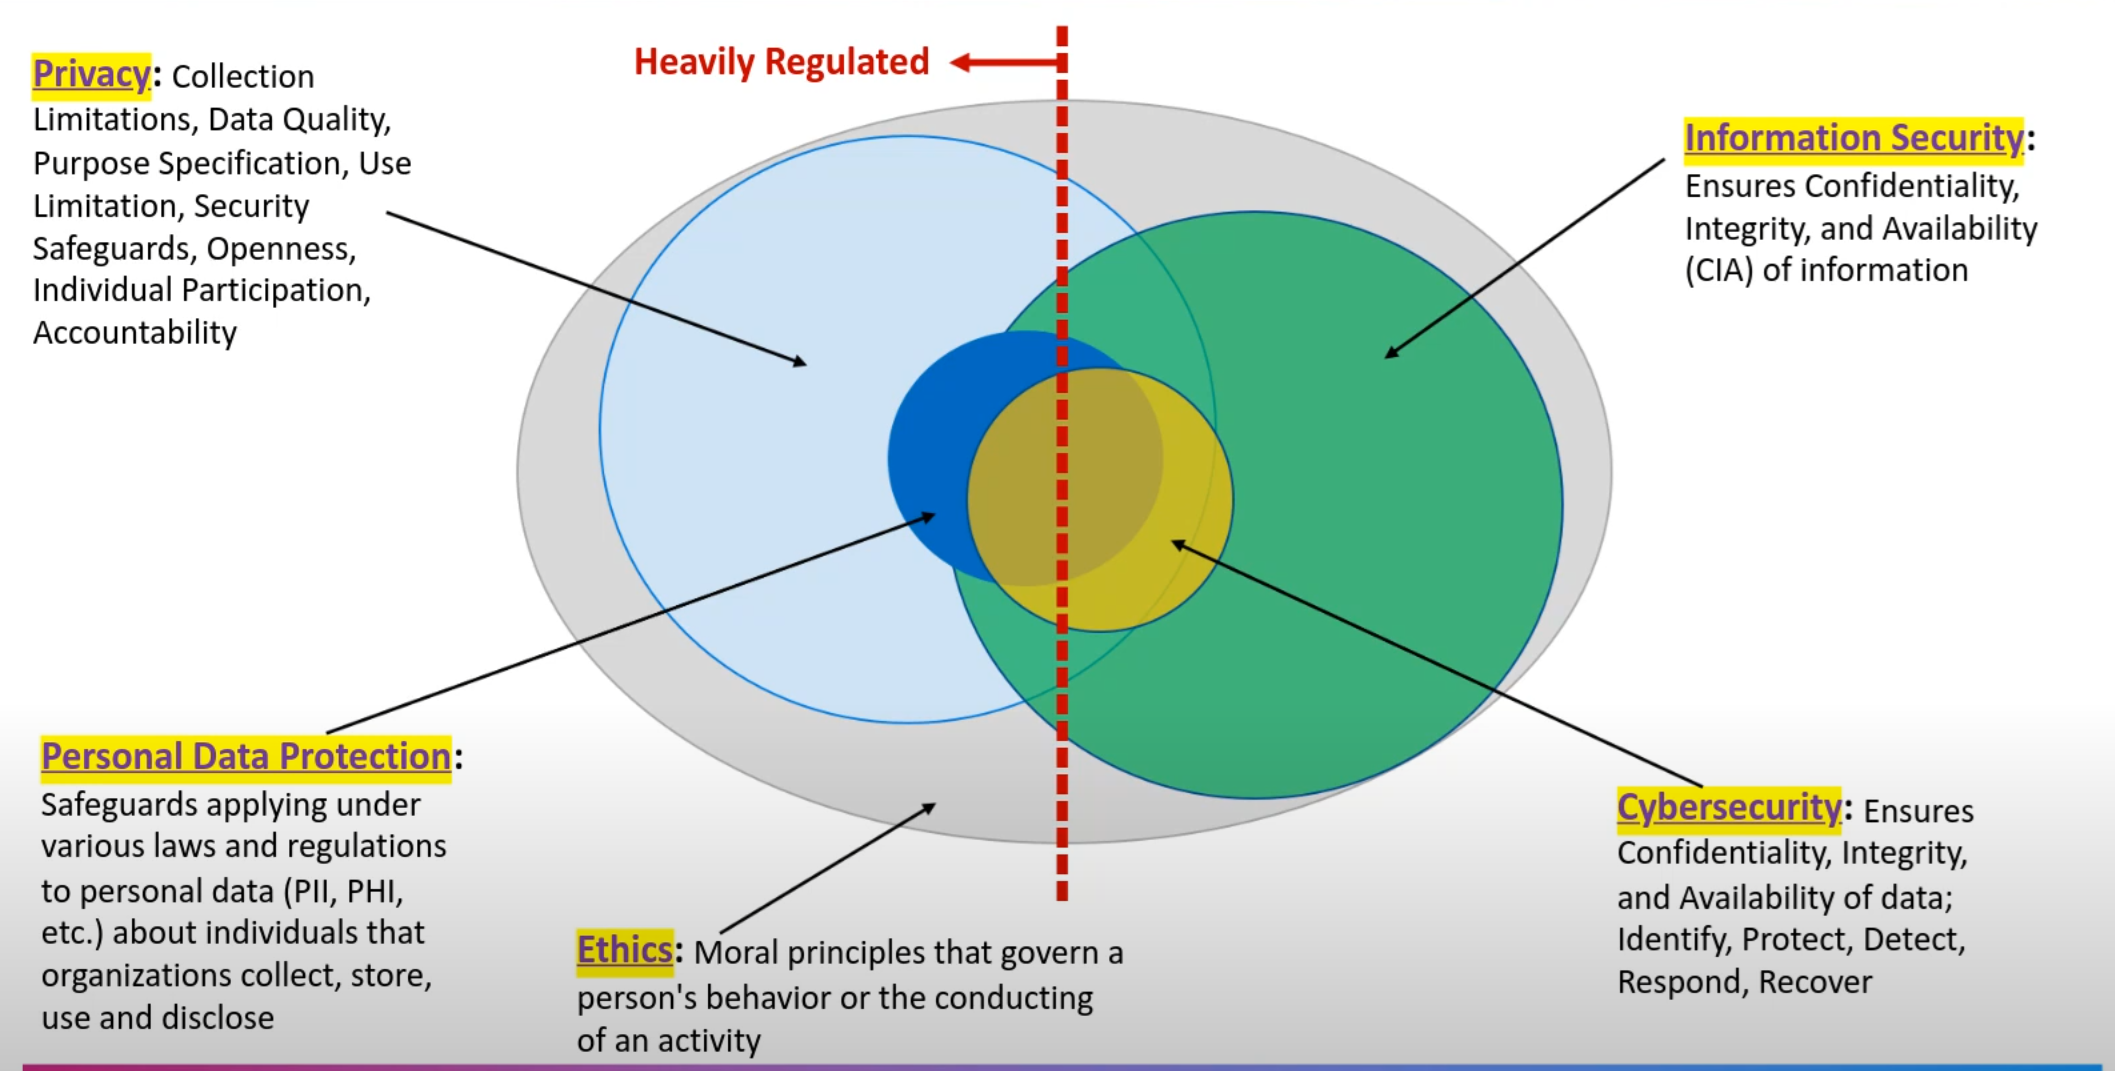 Heavily Regulated
Privacy: Collection
Limitations, Data Quality,
Purpose Specification, Use
Limitation, Security
Safeguards, Openness,
Individual Participation,
Accountability
Information Security:
Ensures Confidentiality,
Integrity, and Availability
(CIA) of information
Personal Data Protection:
Safeguards applying under
various laws and regulations
to personal data (PII, PHI,
etc.) about individuals that
organizations collect, store,
use and disclose
Ethics: Moral principles that govern a
person's behavior or the conducting
of an activity
Cybersecurity: Ensures
Confidentiality, Integrity,
and Availability of data;
Identify, Protect, Detect,
Respond, Recover